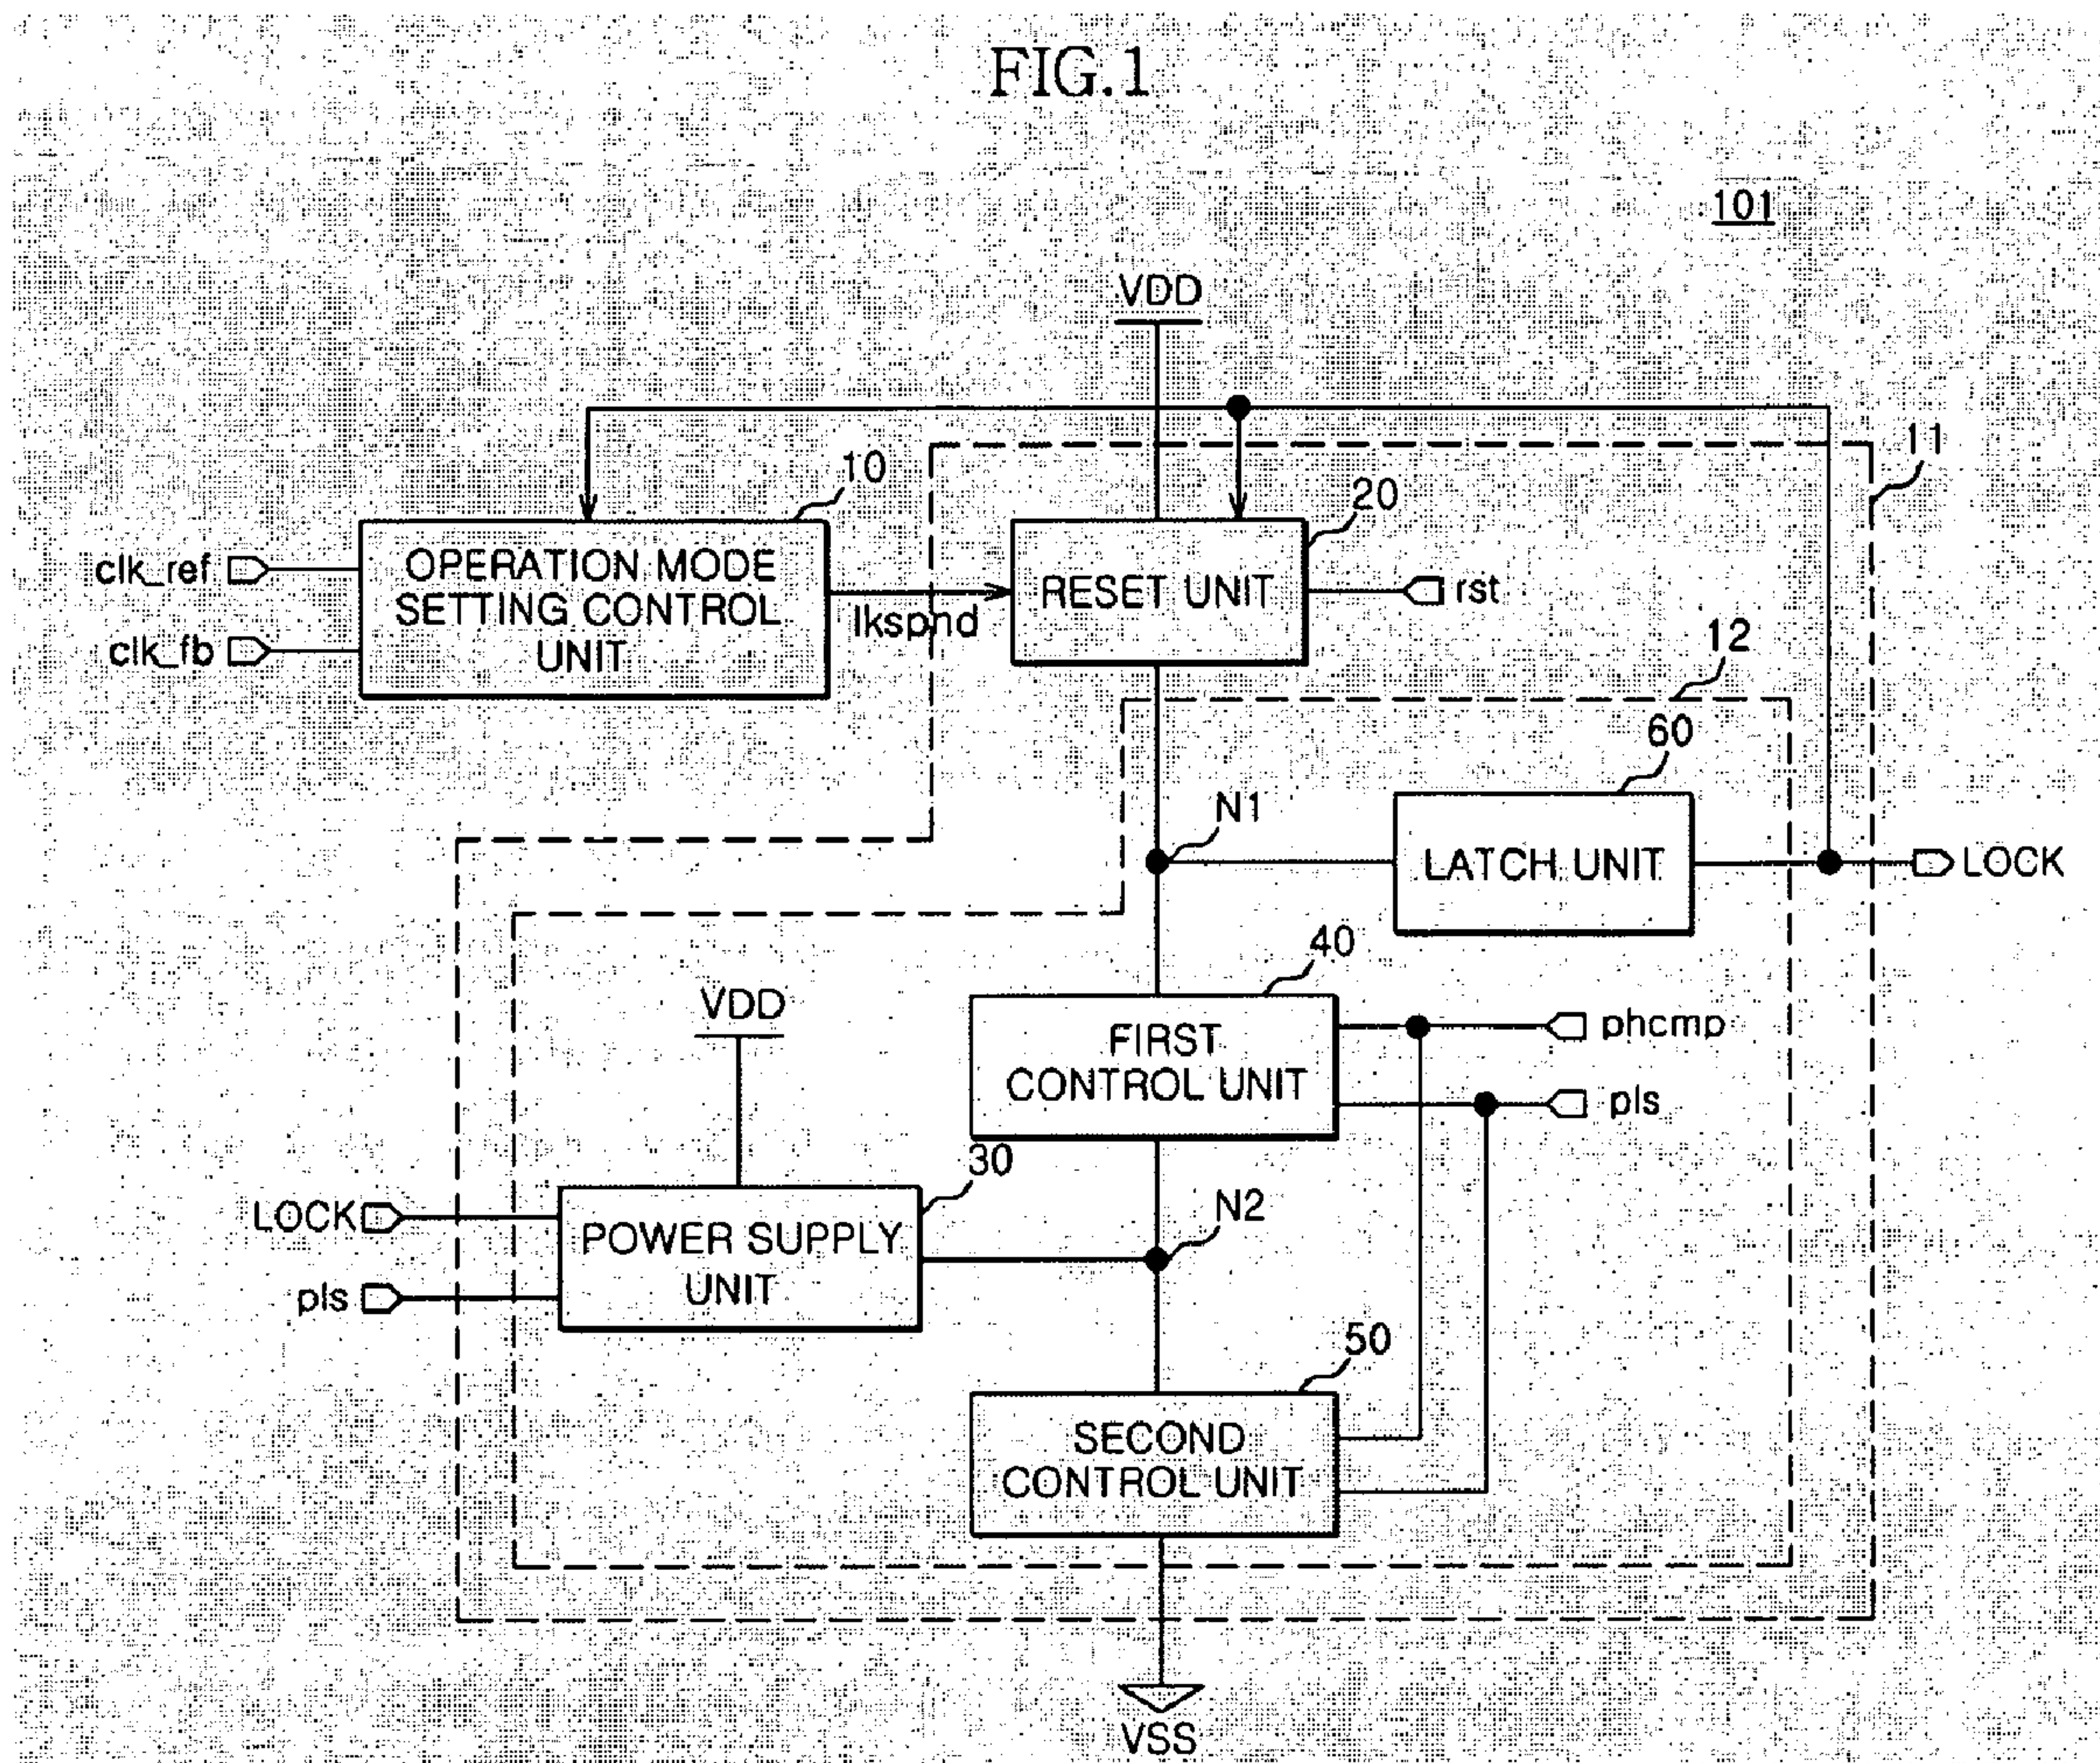 FIG.1
101
VDD
11
10
20
clk_ref
OPERATION MODE
SETTING CONTROL
UNIT
clk_fb
lkspnd
RESET UNIT
rst
12
60
N1
LATCH UNIT
LOCK
40
VDD
FIRST
CONTROL UNIT
phcmp
pls
30
LOCK
POWER SUPPLY
UNIT
pls
N2
50
SECOND
CONTROL UNIT
VSS